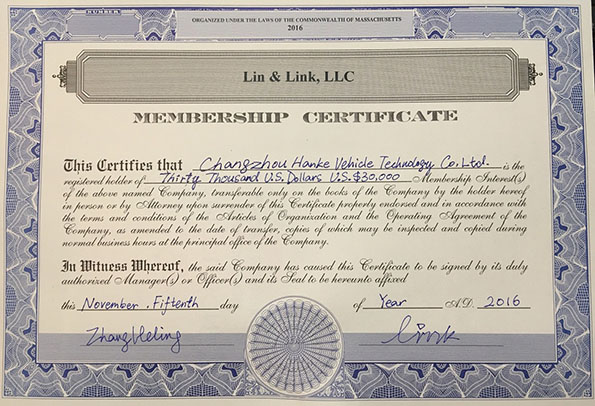 NUMBER
ORGANIZED UNDER THE LAWS OF THE COMMONWEALTH OF MASSACHUSETTS
2016
Lin & Link, LLC
MEMBERSHIP CERTIFICATE
This Certifies that Changzhou Hanke Vehicle Technology Co. Ltd. is the
registered holder of Thirty Thousand U.S. Dollars U.S.$30,000 Membership Interest(s)
of the above named Company, transferable only on the books of the Company by the holder hereof
in person or by Attorney upon surrender of this Certificate properly endorsed and in accordance with
the terms and conditions of the Articles of Organization and the Operating Agreement of the
Company, as amended to the date of transfer, copies of which may be inspected and copied during
normal business hours at the principal office of the Company.
In Witness Whereof, the said Company has caused this Certificate to be signed by its duly
authorized Manager(s) or Officer(s) and its Seal to be hereunto affixed
this November . Fifteenth day of Year A.D. 2016
Zhang Heling